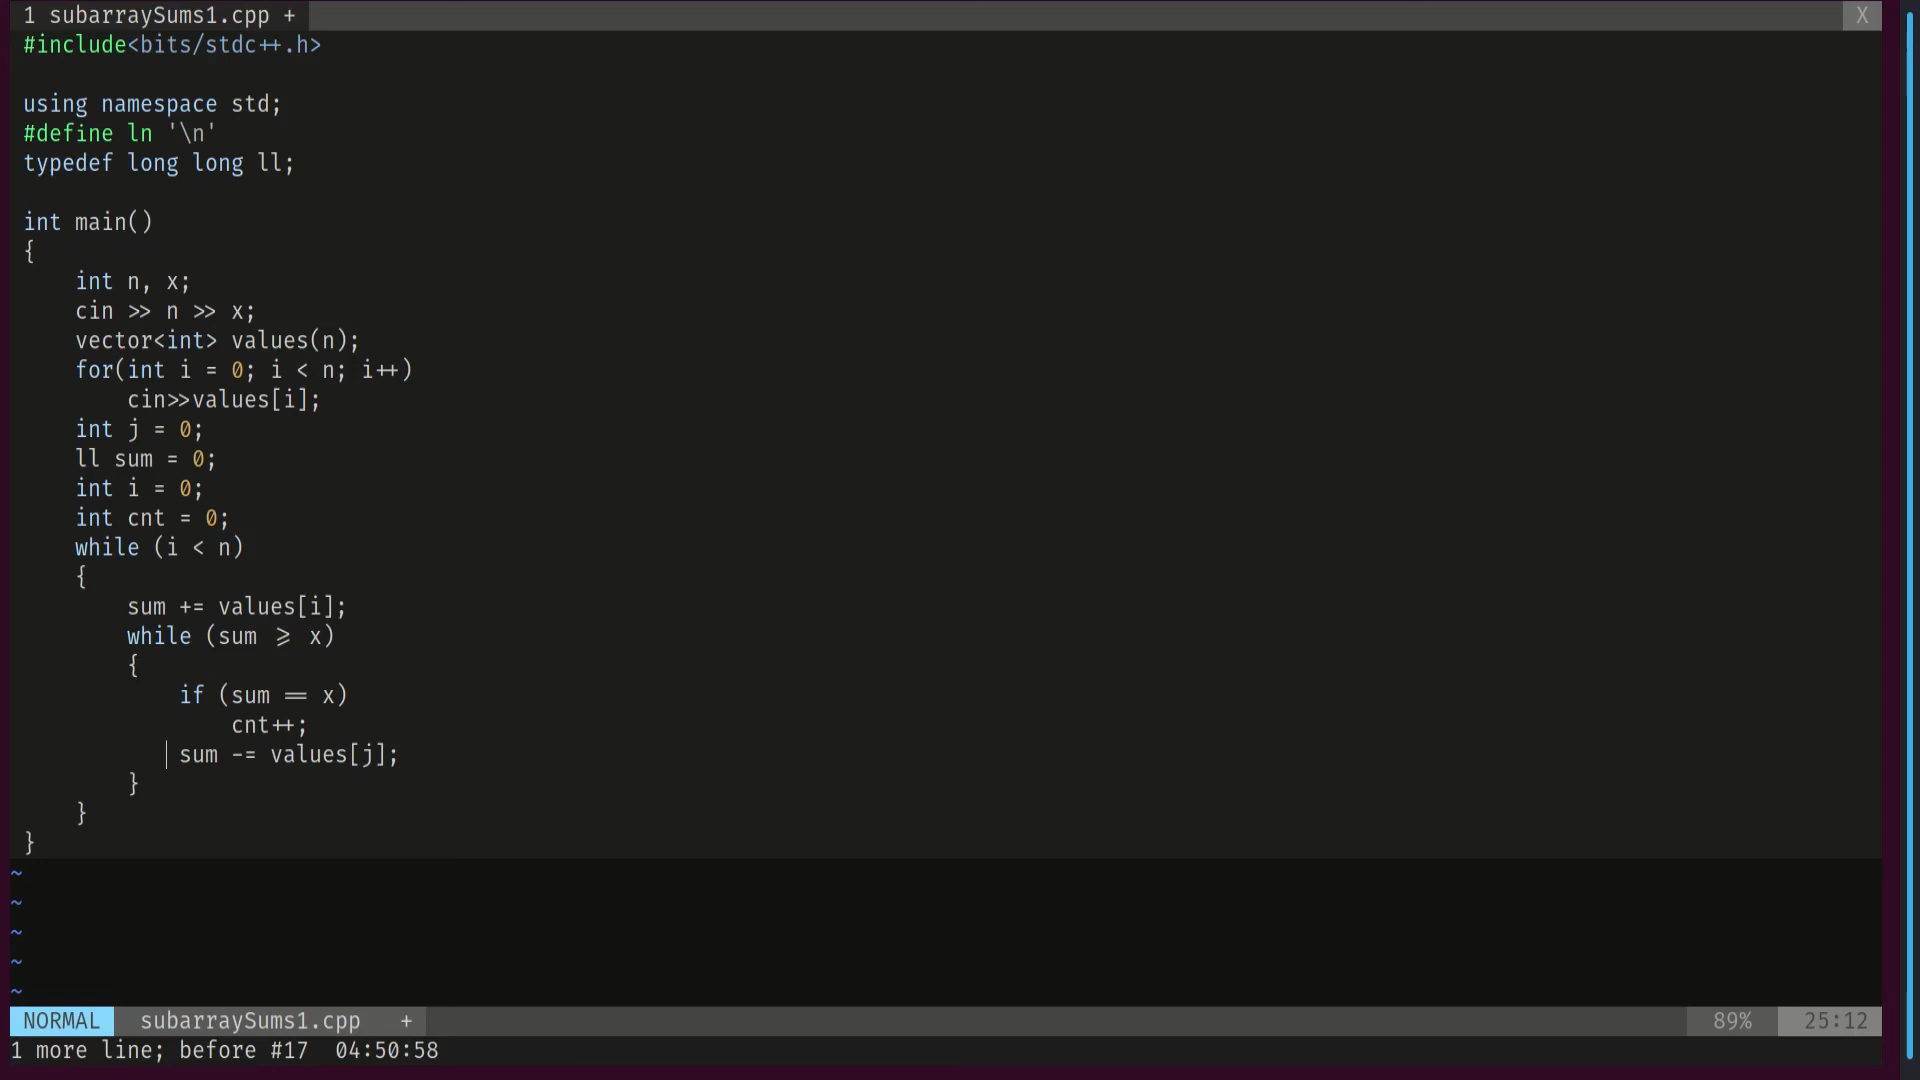 1 subarraySums1.cpp + X
#include<bits/stdc++.h>

using namespace std;
#define ln '\n'
typedef long long ll;

int main()
{
    int n, x;
    cin >> n >> x;
    vector<int> values(n);
    for(int i = 0; i < n; i++)
        cin>>values[i];
    int j = 0;
    ll sum = 0;
    int i = 0;
    int cnt = 0;
    while (i < n)
    {
        sum += values[i];
        while (sum >= x)
        {
            if (sum == x)
                cnt++;
            sum -= values[j];
        }
    }
}
~
~
~
~
~
NORMAL subarraySums1.cpp + 89% 25:12
1 more line; before #17 04:50:58